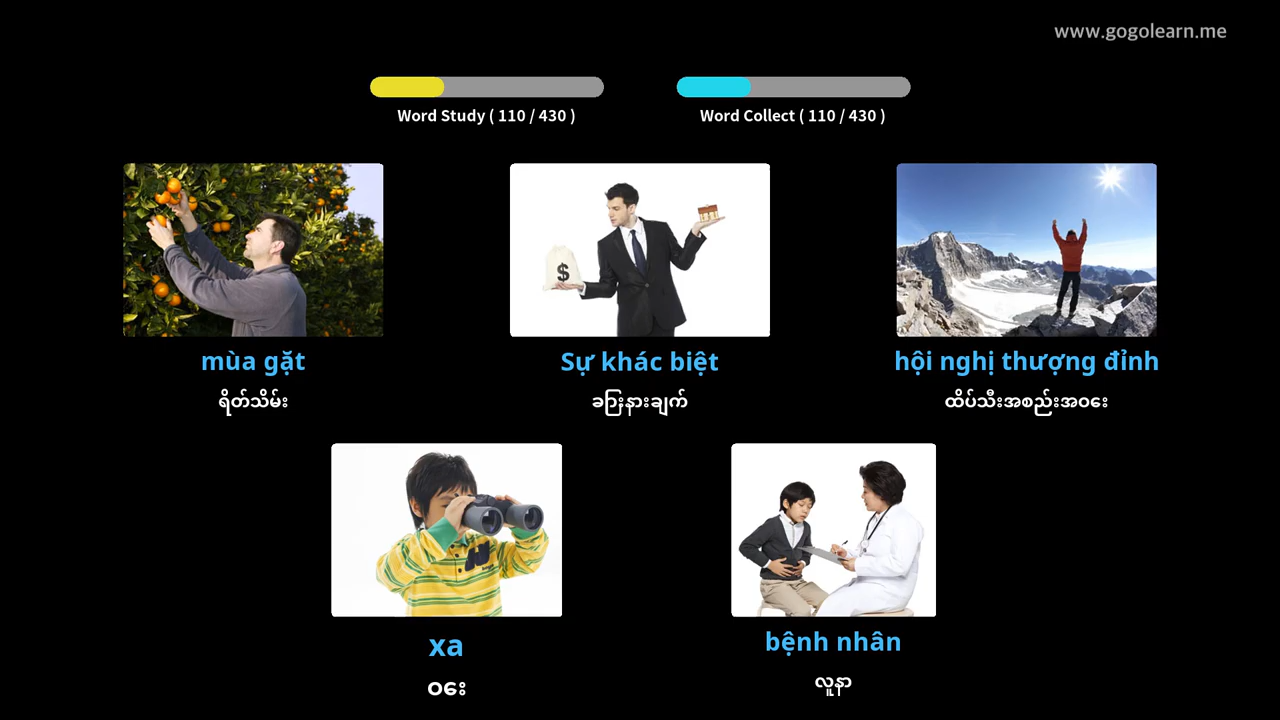 www.gogolearn.me
Word Study ( 110 / 430 )
Word Collect ( 110 / 430 )
mùa gặt
ရိတ်သိမ်း
Sự khác biệt
ခြားနားချက်
hội nghị thượng đỉnh
ထိပ်သီးအစည်းအဝေး
xa
ဝေး
bệnh nhân
လူနာ